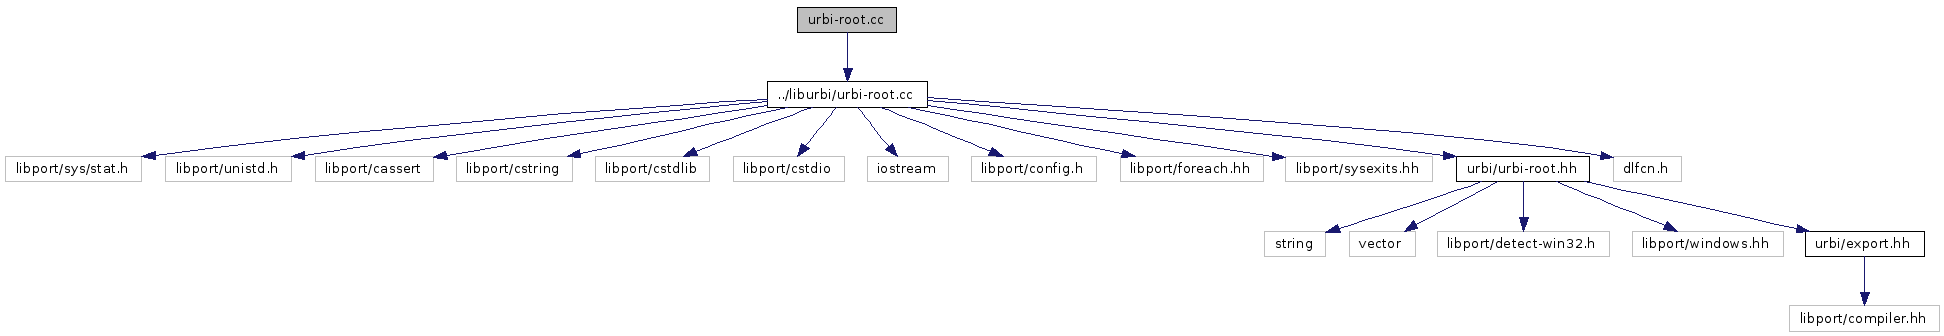 urbi-root.cc
../liburbi/urbi-root.cc
libport/sys/stat.h
libport/unistd.h
libport/cassert
libport/cstring
libport/cstdlib
libport/cstdio
iostream
libport/config.h
libport/foreach.hh
libport/sysexits.hh
urbi/urbi-root.hh
dlfcn.h
string
vector
libport/detect-win32.h
libport/windows.hh
urbi/export.hh
libport/compiler.hh